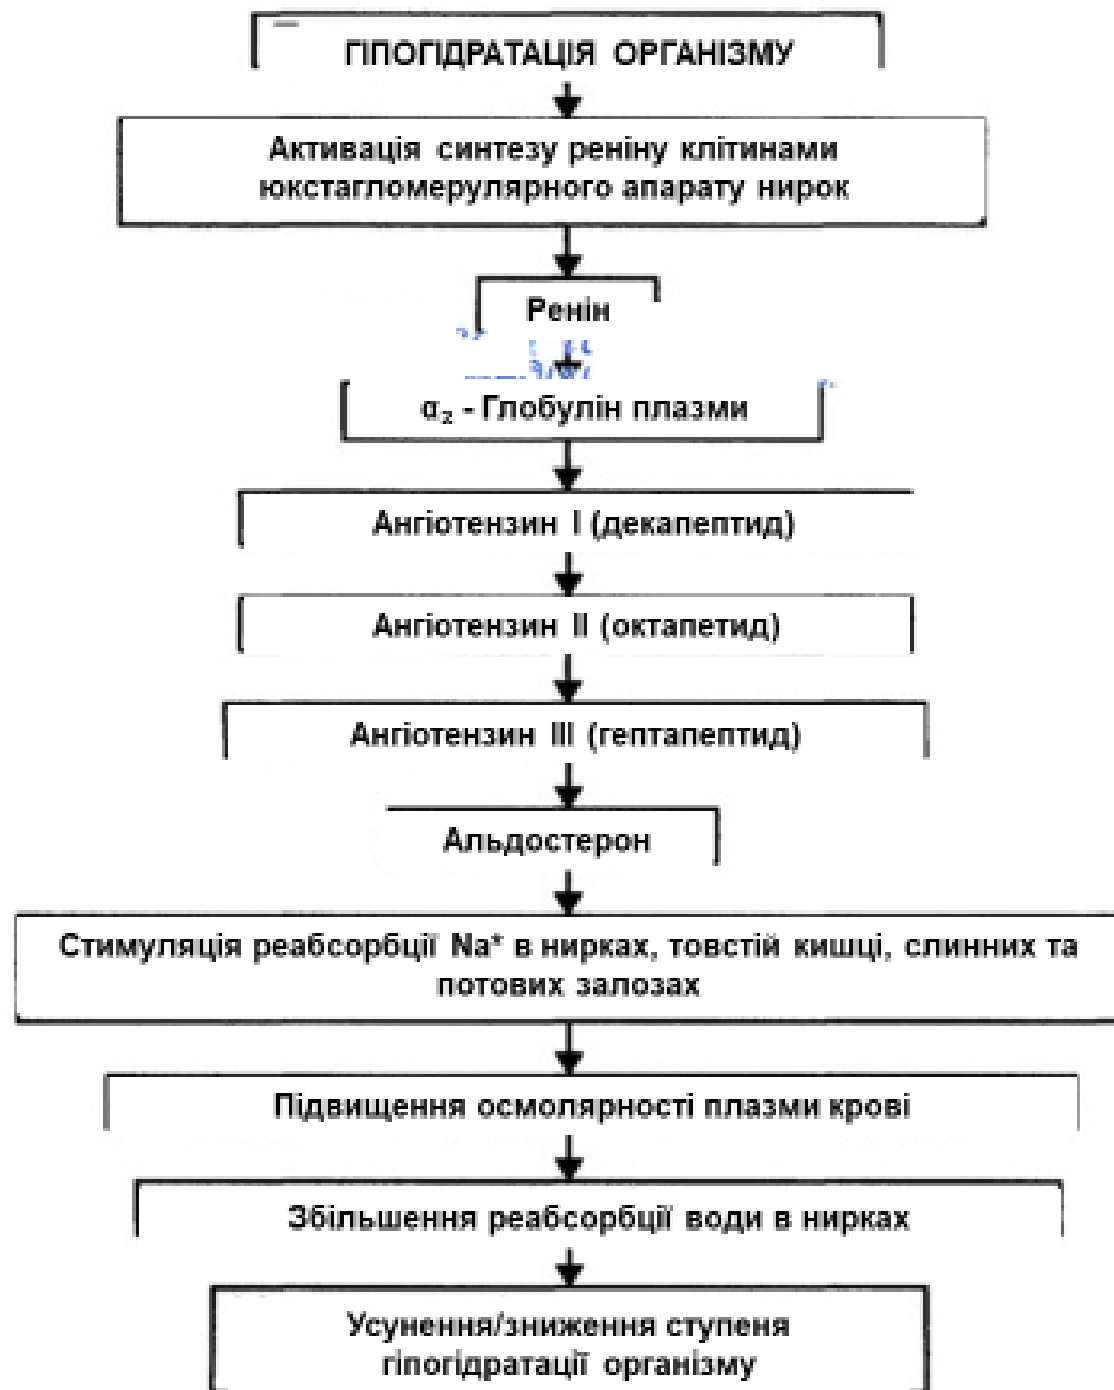 ГІПОГІДРАТАЦІЯ ОРГАНІЗМУ
Активація синтезу реніну клітинами
юкстагломерулярного апарату нирок
Ренін
α₂ - Глобулін плазми
Ангіотензин I (декапептид)
Ангіотензин II (октапетид)
Ангіотензин III (гептапептид)
Альдостерон
Стимуляція реабсорбції Na⁺ в нирках, товстій кишці, слинних та
потових залозах
Підвищення осмолярності плазми крові
Збільшення реабсорбції води в нирках
Усунення/зниження ступеня
гіпогідратації організму